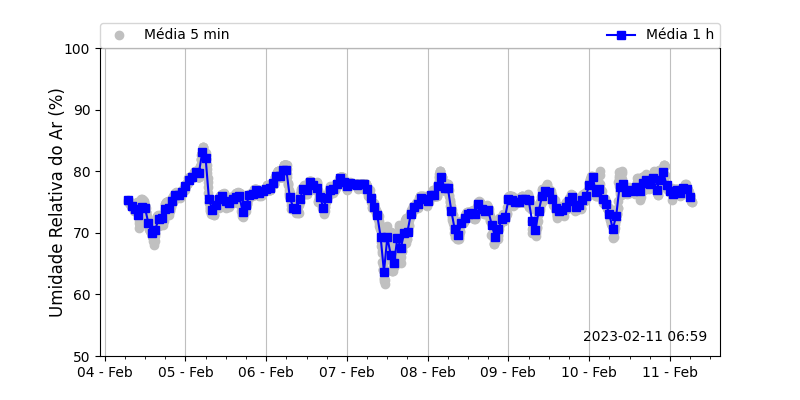 Média 5 min
Média 1 h
Umidade Relativa do Ar (%)
100
90
80
70
60
50
2023-02-11 06:59
04 - Feb
05 - Feb
06 - Feb
07 - Feb
08 - Feb
09 - Feb
10 - Feb
11 - Feb